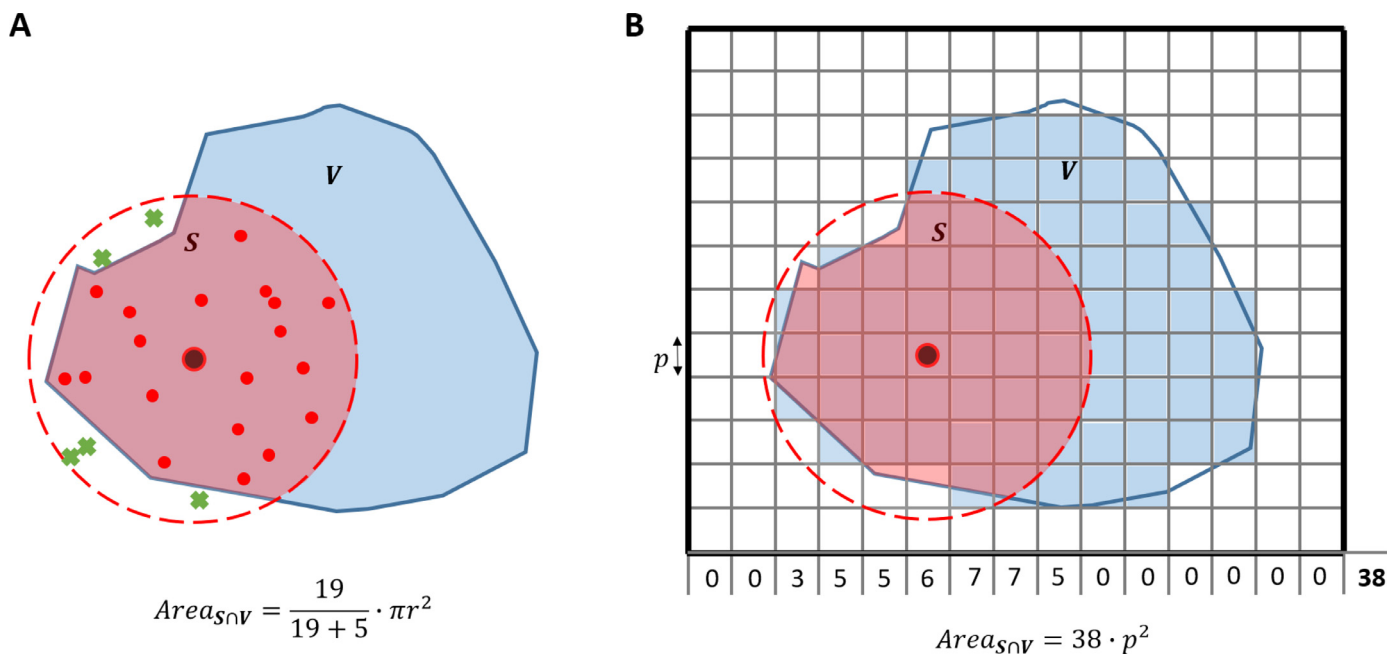 A
B
V
S
V
S
p
0 0 3 5 5 6 7 7 5 0 0 0 0 0 0 38
Area_{S∩V} = \frac{19}{19 + 5} · πr²
Area_{S∩V} = 38 · p²